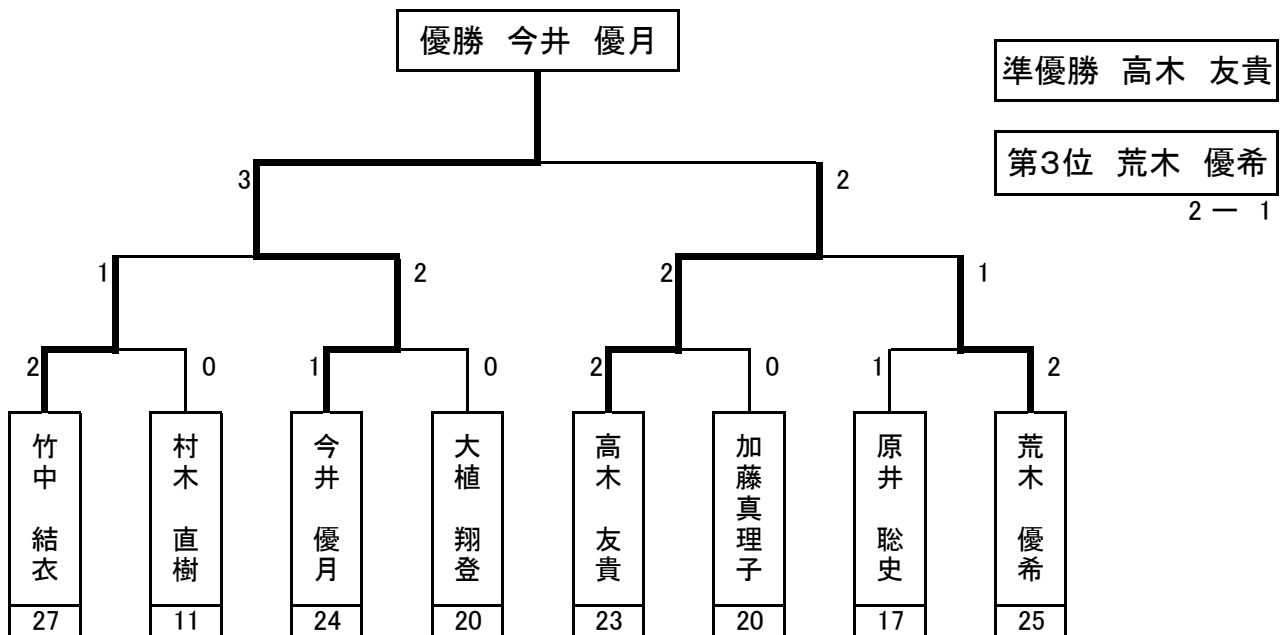 優勝　今井　優月
準優勝　高木　友貴
第3位　荒木　優希
2 ー 1
3
2
1
2
2
1
2
0
1
0
2
0
1
2
竹中　結衣
村木　直樹
今井　優月
大植　翔登
高木　友貴
加藤真理子
原井　聡史
荒木　優希
27
11
24
20
23
20
17
25